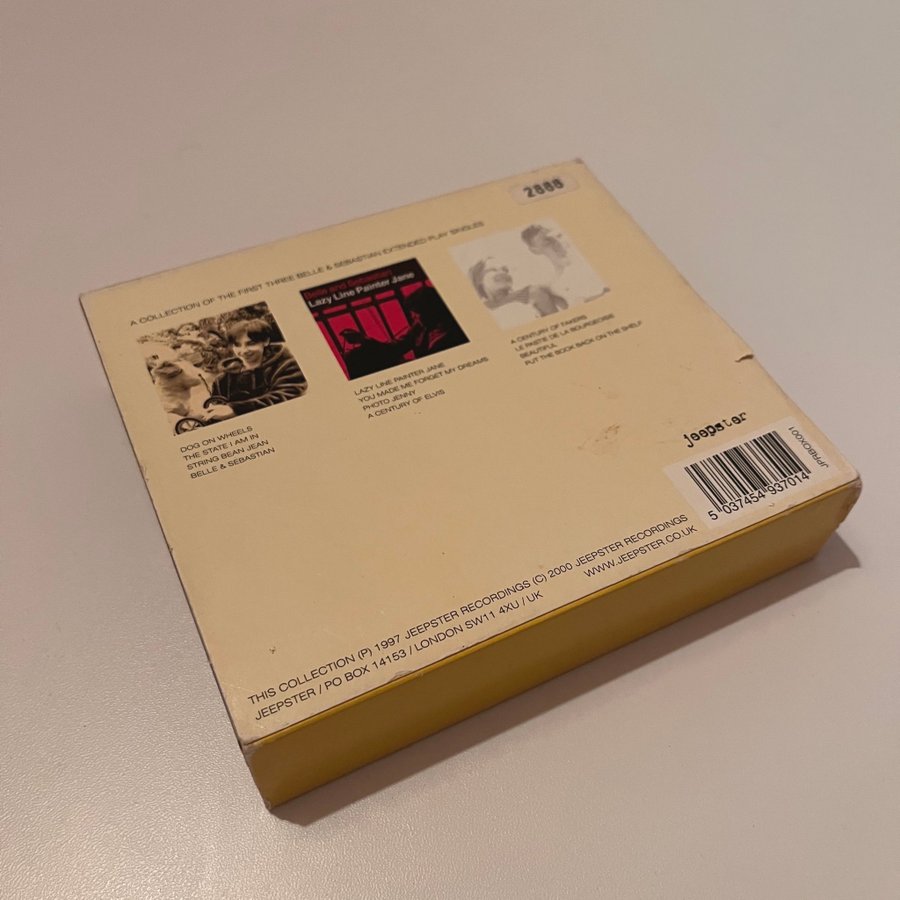 2888
A COLLECTION OF THE FIRST THREE BELLE & SEBASTIAN EXTENDED PLAY SINGLES
Belle and Sebastian
Lazy Line Painter Jane
DOG ON WHEELS
THE STATE I AM IN
STRING BEAN JEAN
BELLE & SEBASTIAN
LAZY LINE PAINTER JANE
YOU MADE ME FORGET MY DREAMS
PHOTO JENNY
A CENTURY OF ELVIS
A CENTURY OF FAKERS
LE PASTIE DE LA BOURGEOISIE
BEAUTIFUL
PUT THE BOOK BACK ON THE SHELF
jeepster
JPRBOX001
5 037454 937014
THIS COLLECTION (P) 1997 JEEPSTER RECORDINGS (C) 2000 JEEPSTER RECORDINGS
JEEPSTER / PO BOX 14153 / LONDON SW11 4XU / UK WWW.JEEPSTER.CO.UK